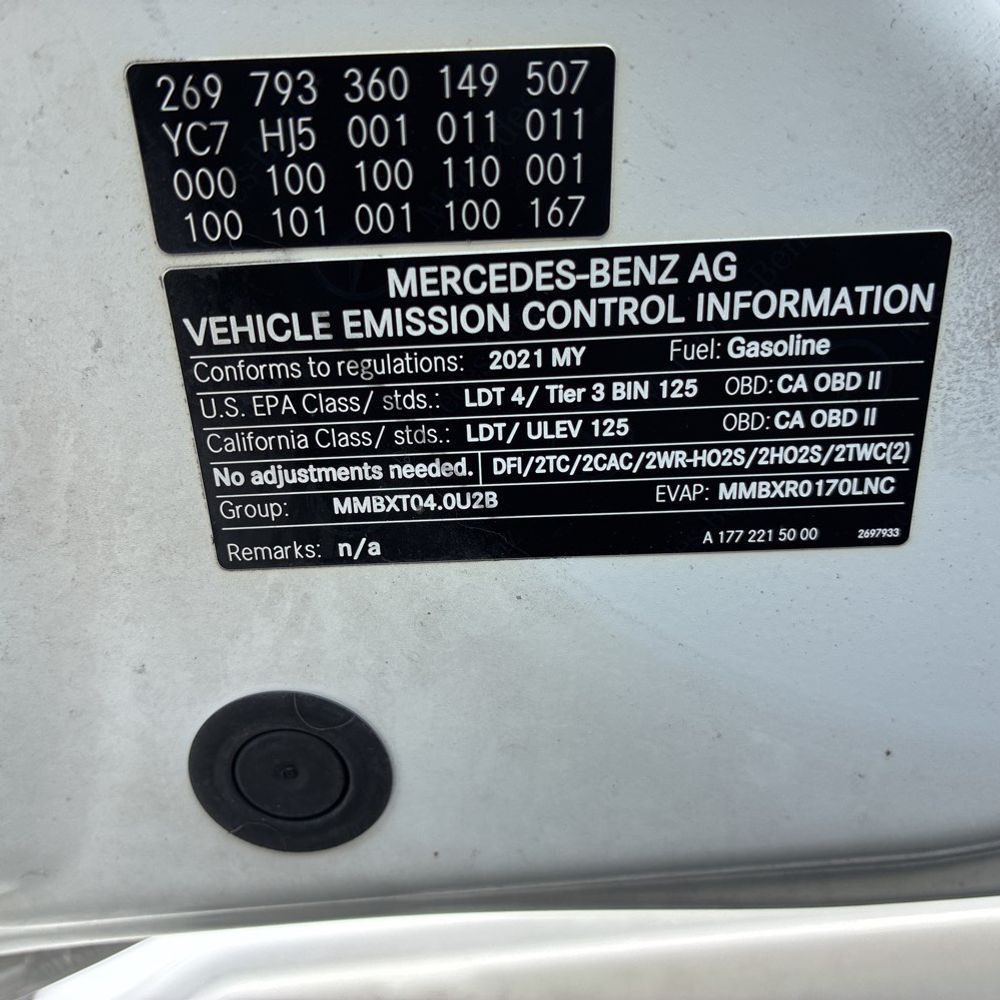 269 793 360 149 507
YC7 HJ5 001 011 011
000 100 100 110 001
100 101 001 100 167
MERCEDES-BENZ AG
VEHICLE EMISSION CONTROL INFORMATION
Conforms to regulations: 2021 MY Fuel: Gasoline
U.S. EPA Class/ stds.: LDT 4/ Tier 3 BIN 125 OBD: CA OBD II
California Class/ stds.: LDT/ ULEV 125 OBD: CA OBD II
No adjustments needed. DFI/2TC/2CAC/2WR-HO2S/2HO2S/2TWC(2)
Group: MMBXT04.0U2B EVAP: MMBXR0170LNC
Remarks: n/a A 177 221 50 00 2697933